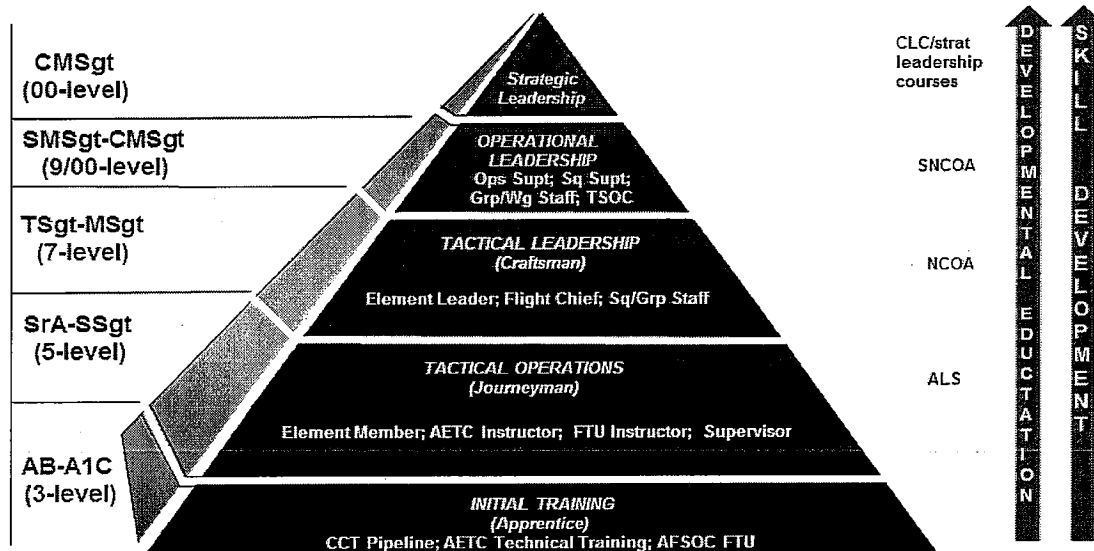 CMSgt
(00-level)
SMSgt-CMSgt
(9/00-level)
TSgt-MSgt
(7-level)
SrA-SSgt
(5-level)
AB-A1C
(3-level)
Strategic
Leadership
OPERATIONAL
LEADERSHIP
Ops Supt; Sq Supt;
Grp/Wg Staff; TSOC
TACTICAL LEADERSHIP
(Craftsman)
Element Leader; Flight Chief; Sq/Grp Staff
TACTICAL OPERATIONS
(Journeyman)
Element Member; AETC Instructor; FTU Instructor; Supervisor
INITIAL TRAINING
(Apprentice)
CCT Pipeline; AETC Technical Training; AFSOC FTU
CLC/strat
leadership
courses
SNCOA
NCOA
ALS
DEVELOPMENTAL EDUCTATION
SKILL DEVELOPMENT